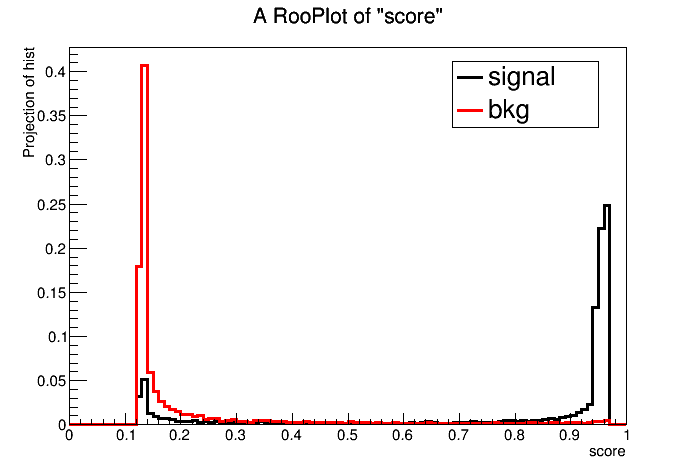 A RooPlot of "score"
Projection of hist
0.4
0.35
0.3
0.25
0.2
0.15
0.1
0.05
0
signal
bkg
0 0.1 0.2 0.3 0.4 0.5 0.6 0.7 0.8 0.9 1
score